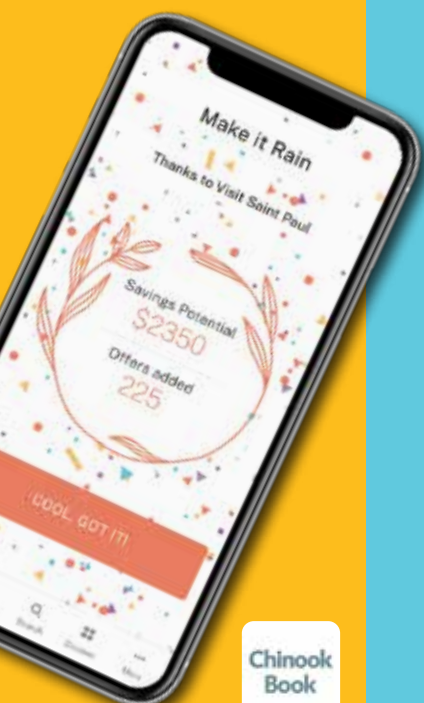 Make it Rain
Thanks to Visit Saint Paul
Savings Potential
$2350
Offers added
225
COOL, GOT IT!
Search
Chinook
Book